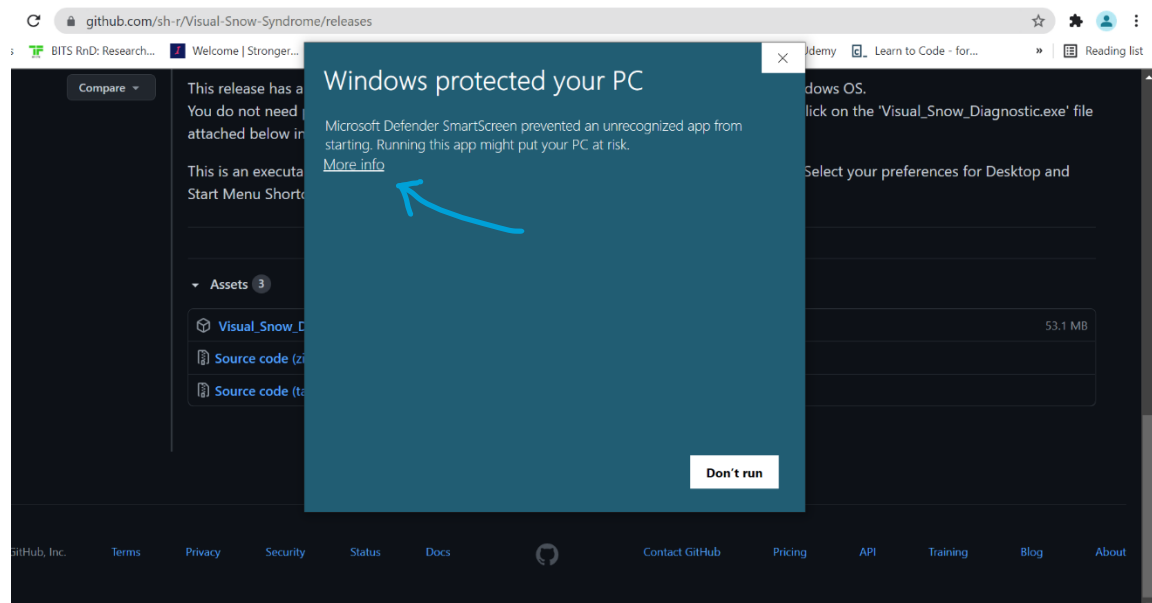 github.com/sh-r/Visual-Snow-Syndrome/releases
BITS RnD: Research... Welcome | Stronger... Learn to Code - for... » Reading list
Windows protected your PC
Microsoft Defender SmartScreen prevented an unrecognized app from
starting. Running this app might put your PC at risk.
More info
Don't run
Compare
This release has a
dows OS.
You do not need
lick on the 'Visual_Snow_Diagnostic.exe' file
attached below in
This is an executa
Select your preferences for Desktop and
Start Menu Shorto
Assets 3
Visual_Snow_D
53.1 MB
Source code (zi
Source code (ta
GitHub, Inc. Terms Privacy Security Status Docs Contact GitHub Pricing API Training Blog About